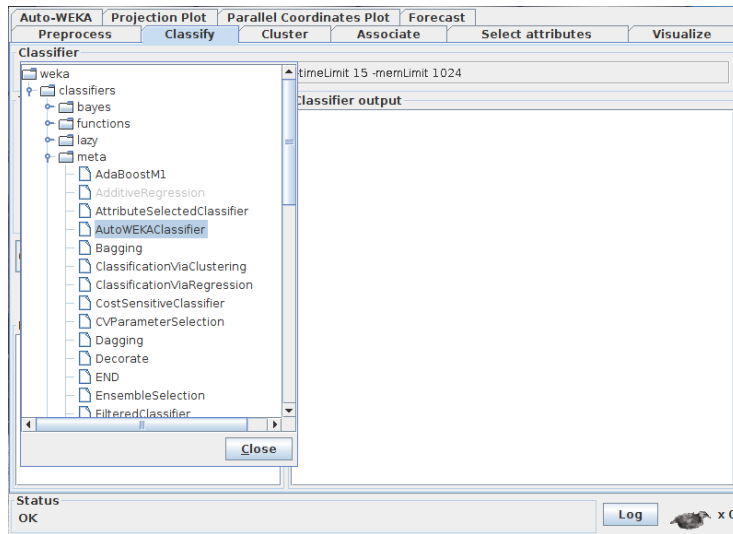 Auto-WEKA Projection Plot Parallel Coordinates Plot Forecast
Preprocess Classify Cluster Associate Select attributes Visualize
Classifier
weka
timeLimit 15 -memLimit 1024
classifiers
bayes
Classifier output
functions
lazy
meta
AdaBoostM1
AdditiveRegression
AttributeSelectedClassifier
AutoWEKAClassifier
Bagging
ClassificationViaClustering
ClassificationViaRegression
CostSensitiveClassifier
CVParameterSelection
Dagging
Decorate
END
EnsembleSelection
FilteredClassifier
Close
Status
OK
Log
x 0